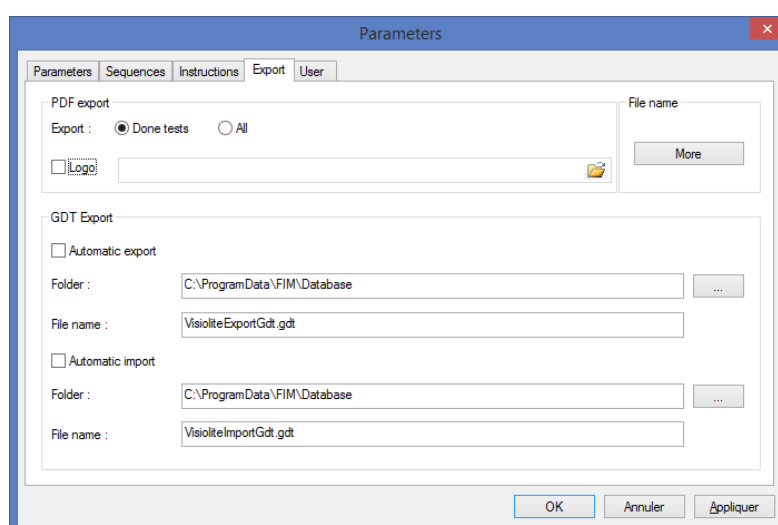 Parameters
Parameters Sequences Instructions Export User
PDF export
File name
Export : Done tests All
More
Logo
GDT Export
Automatic export
Folder : C:\ProgramData\FIM\Database ...
File name : VisioliteExportGdt.gdt
Automatic import
Folder : C:\ProgramData\FIM\Database ...
File name : VisioliteImportGdt.gdt
OK Annuler Appliquer